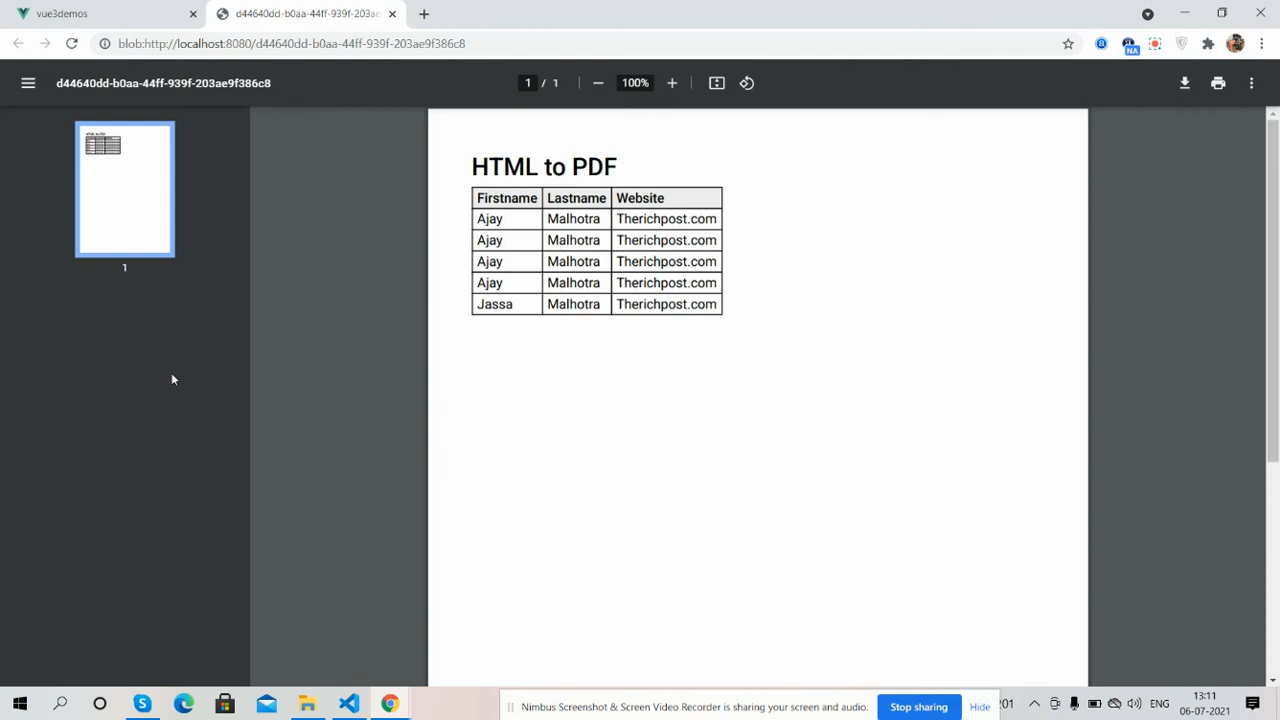 vue3demos
d44640dd-b0aa-44ff-939f-203ae
blob:http://localhost:8080/d44640dd-b0aa-44ff-939f-203ae9f386c8
a
NA
d44640dd-b0aa-44ff-939f-203ae9f386c8
1 / 1
100%
HTML to PDF
Firstname Lastname Website
Ajay Malhotra Therichpost.com
Ajay Malhotra Therichpost.com
Ajay Malhotra Therichpost.com
Ajay Malhotra Therichpost.com
Jassa Malhotra Therichpost.com
1
Nimbus Screenshot & Screen Video Recorder is sharing your screen and audio.
Stop sharing
Hide
01
ENG
13:11
06-07-2021